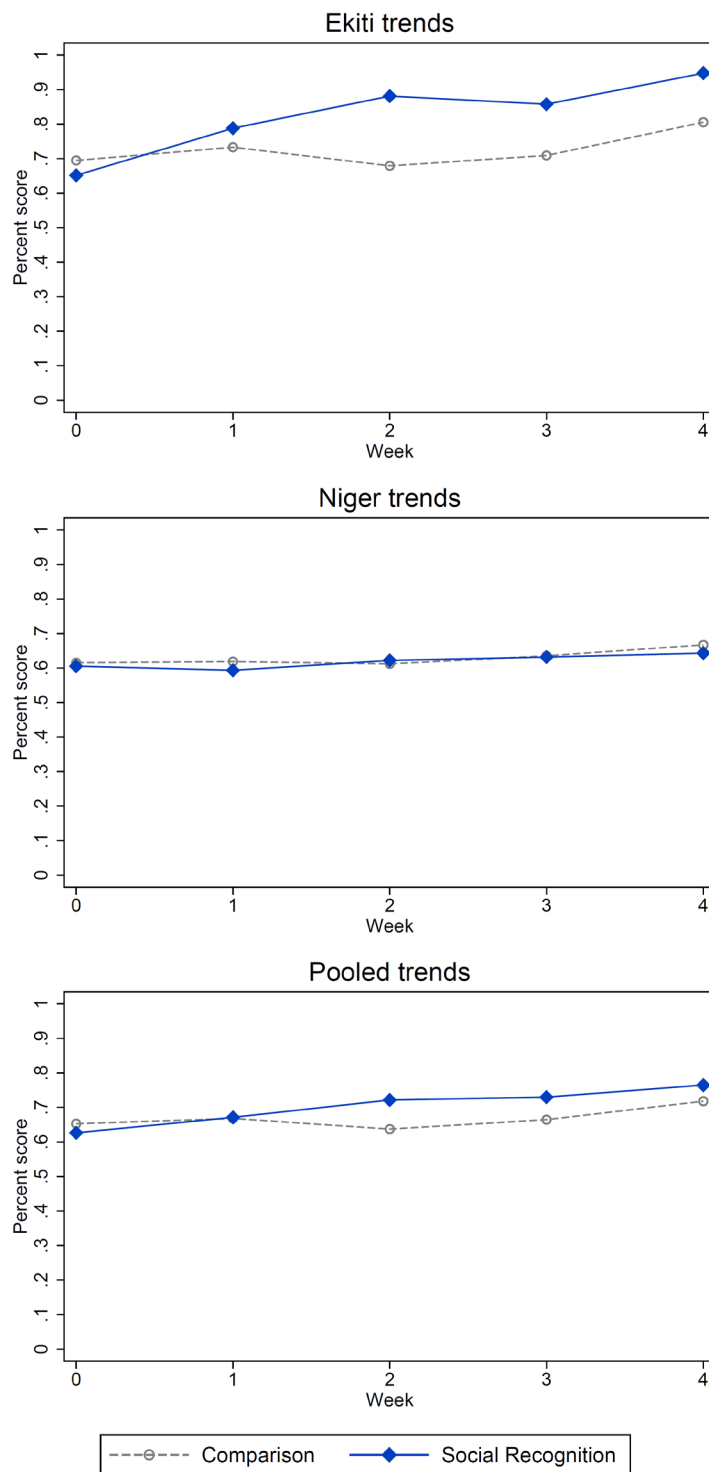 Ekiti trends
Percent score
1
.9
.8
.7
.6
.5
.4
.3
.2
.1
0
0 1 2 3 4
Week
Niger trends
Percent score
1
.9
.8
.7
.6
.5
.4
.3
.2
.1
0
0 1 2 3 4
Week
Pooled trends
Percent score
1
.9
.8
.7
.6
.5
.4
.3
.2
.1
0
0 1 2 3 4
Week
Comparison Social Recognition